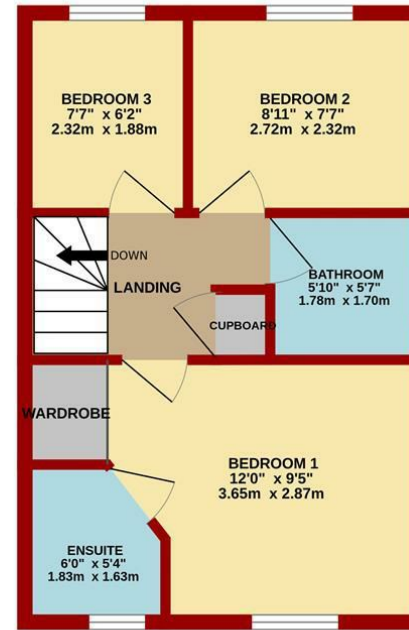 BEDROOM 3
7'7" x 6'2"
2.32m x 1.88m
BEDROOM 2
8'11" x 7'7"
2.72m x 2.32m
DOWN
LANDING
BATHROOM
5'10" x 5'7"
1.78m x 1.70m
CUPBOARD
WARDROBE
BEDROOM 1
12'0" x 9'5"
3.65m x 2.87m
ENSUITE
6'0" x 5'4"
1.83m x 1.63m